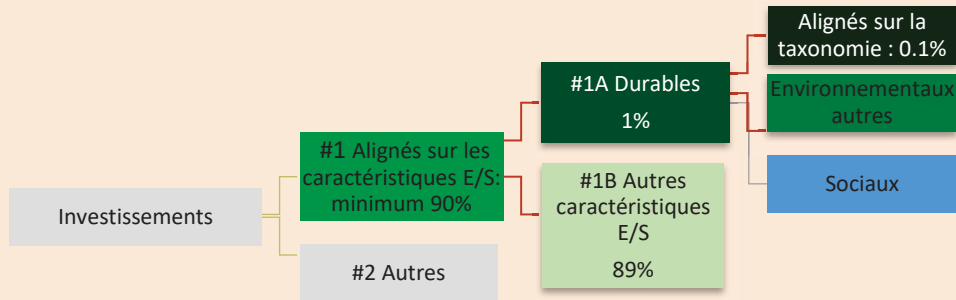 Investissements
#1 Alignés sur les
caractéristiques E/S:
minimum 90%
#2 Autres
#1A Durables
1%
#1B Autres
caractéristiques
E/S
89%
Alignés sur la
taxonomie : 0.1%
Environnementaux
autres
Sociaux